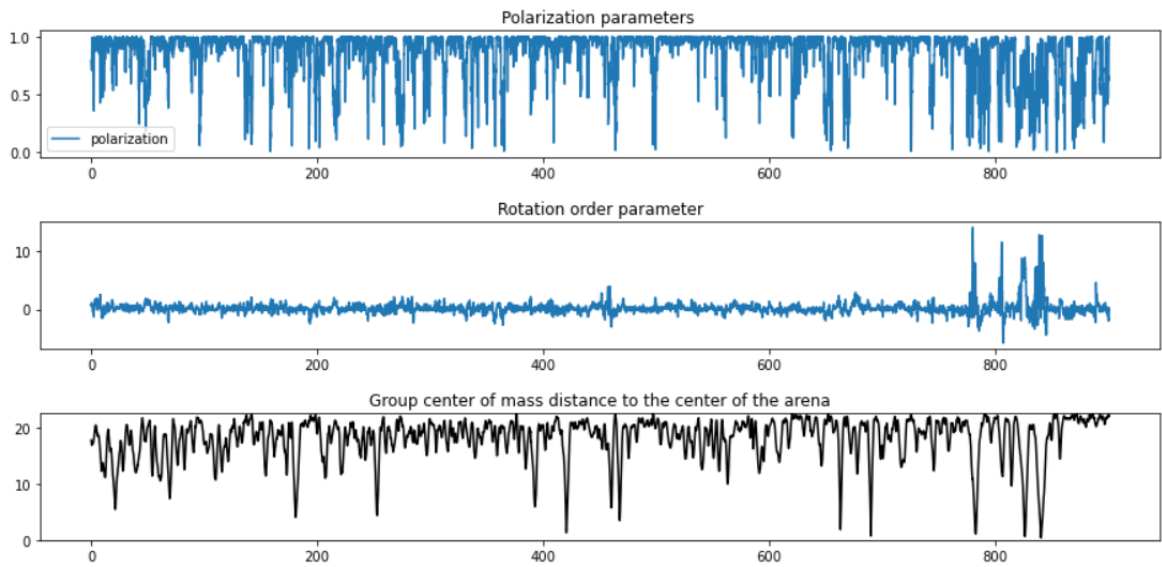 Polarization parameters
1.0
0.5
0.0
polarization
0 200 400 600 800
Rotation order parameter
10
0
0 200 400 600 800
Group center of mass distance to the center of the arena
20
10
0
0 200 400 600 800